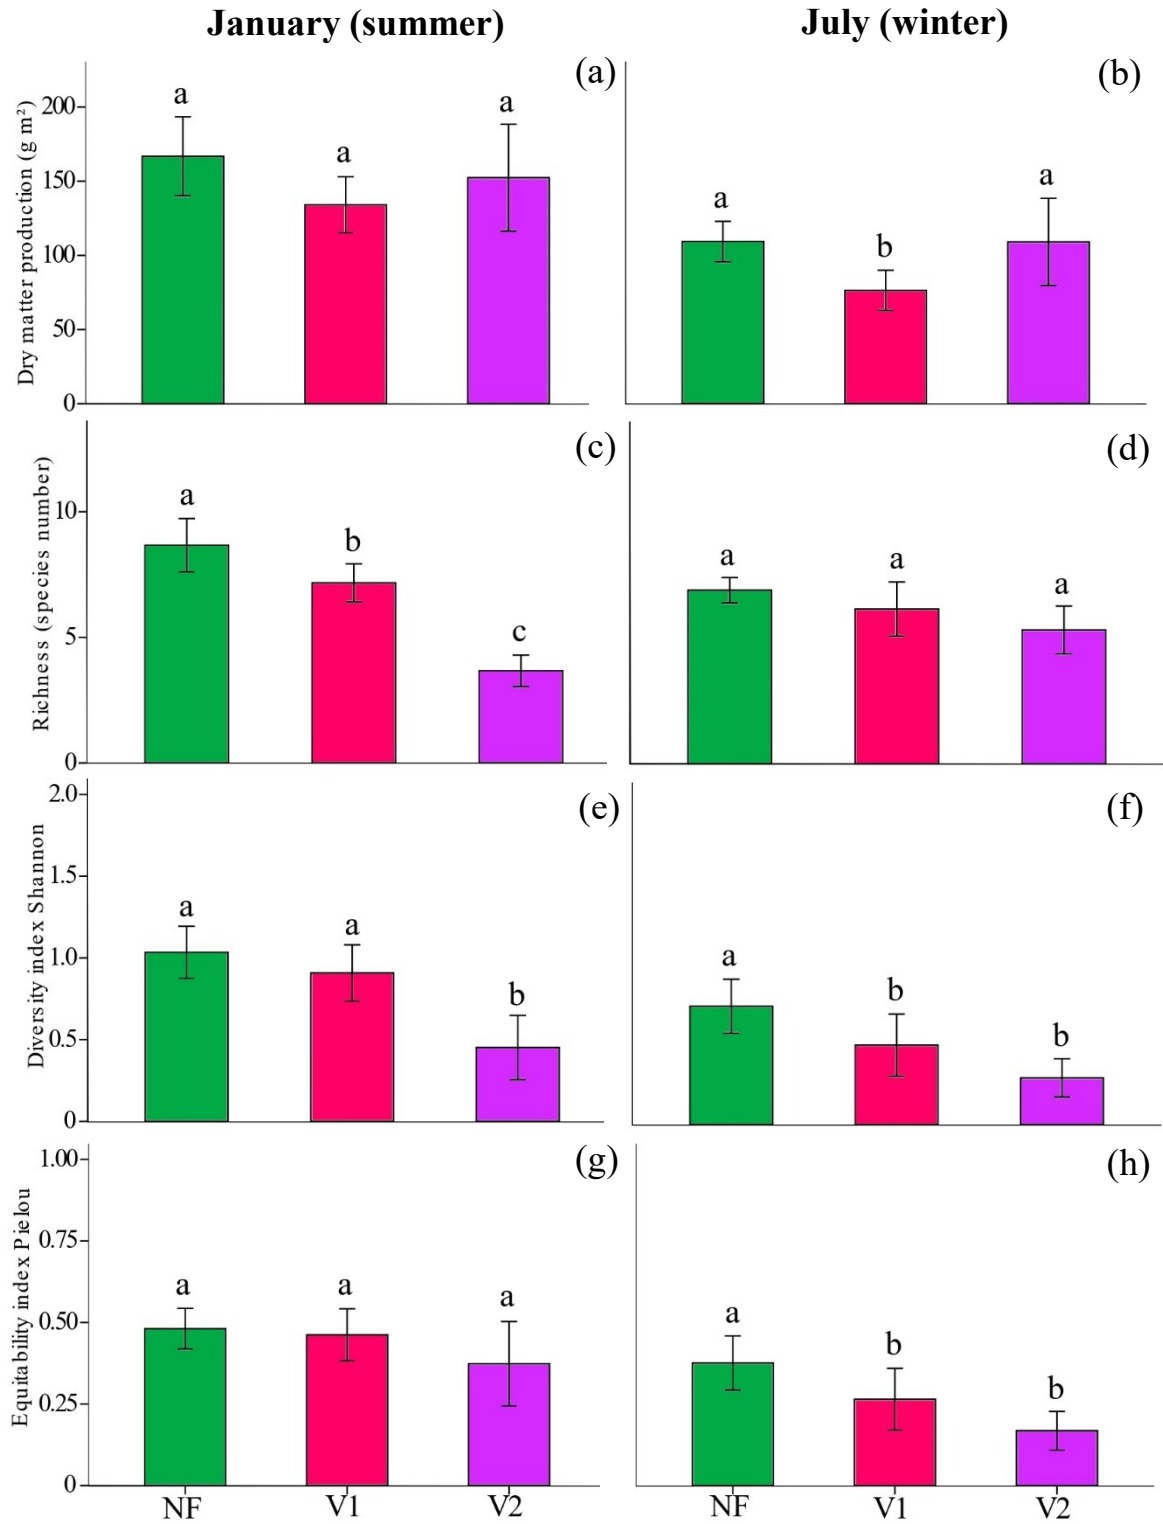 January (summer)
July (winter)
(a)
(b)
Dry matter production (g m²)
200
150
100
50
0
a
a
a
a
b
a
(c)
(d)
Richness (species number)
10
5
0
a
b
c
a
a
a
(e)
(f)
Diversity index Shannon
2.0
1.5
1.0
0.5
0
a
a
b
a
b
b
(g)
(h)
Equitability index Pielou
1.00
0.75
0.50
0.25
0
a
a
a
a
b
b
NF
V1
V2
NF
V1
V2